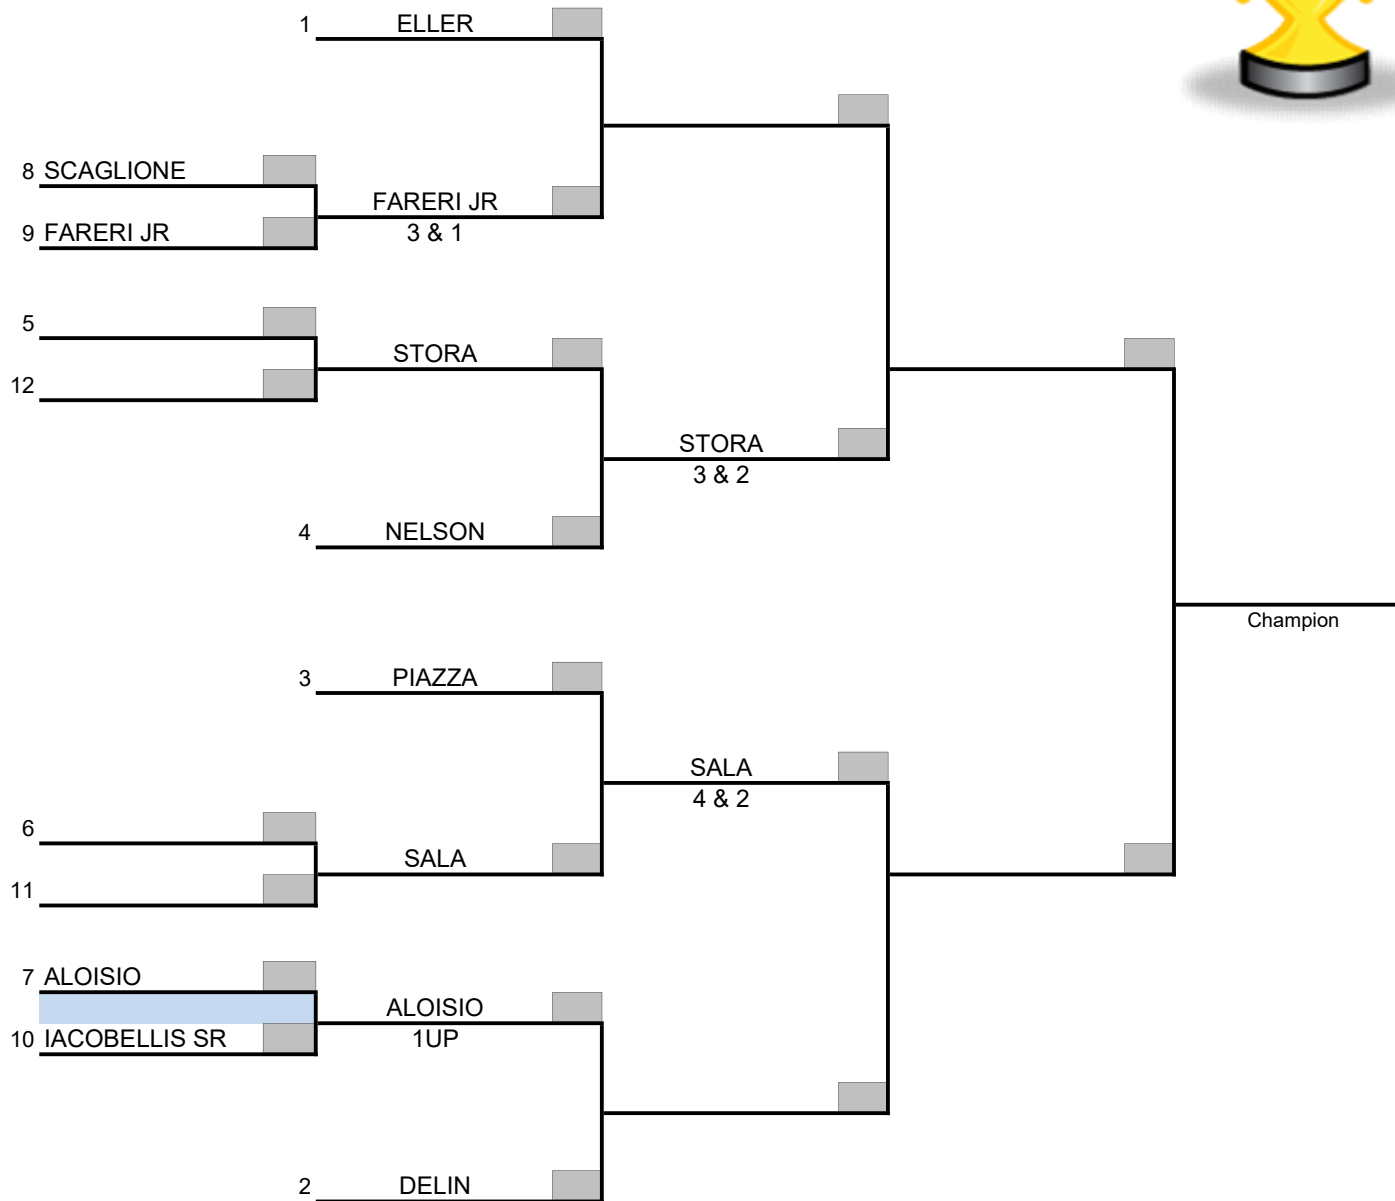 1 ELLER
8 SCAGLIONE
FARERI JR
3 & 1
9 FARERI JR
5
STORA
12
STORA
3 & 2
4 NELSON
Champion
3 PIAZZA
SALA
4 & 2
6
SALA
11
7 ALOISIO
ALOISIO
1UP
10 IACOBELLIS SR
2 DELIN